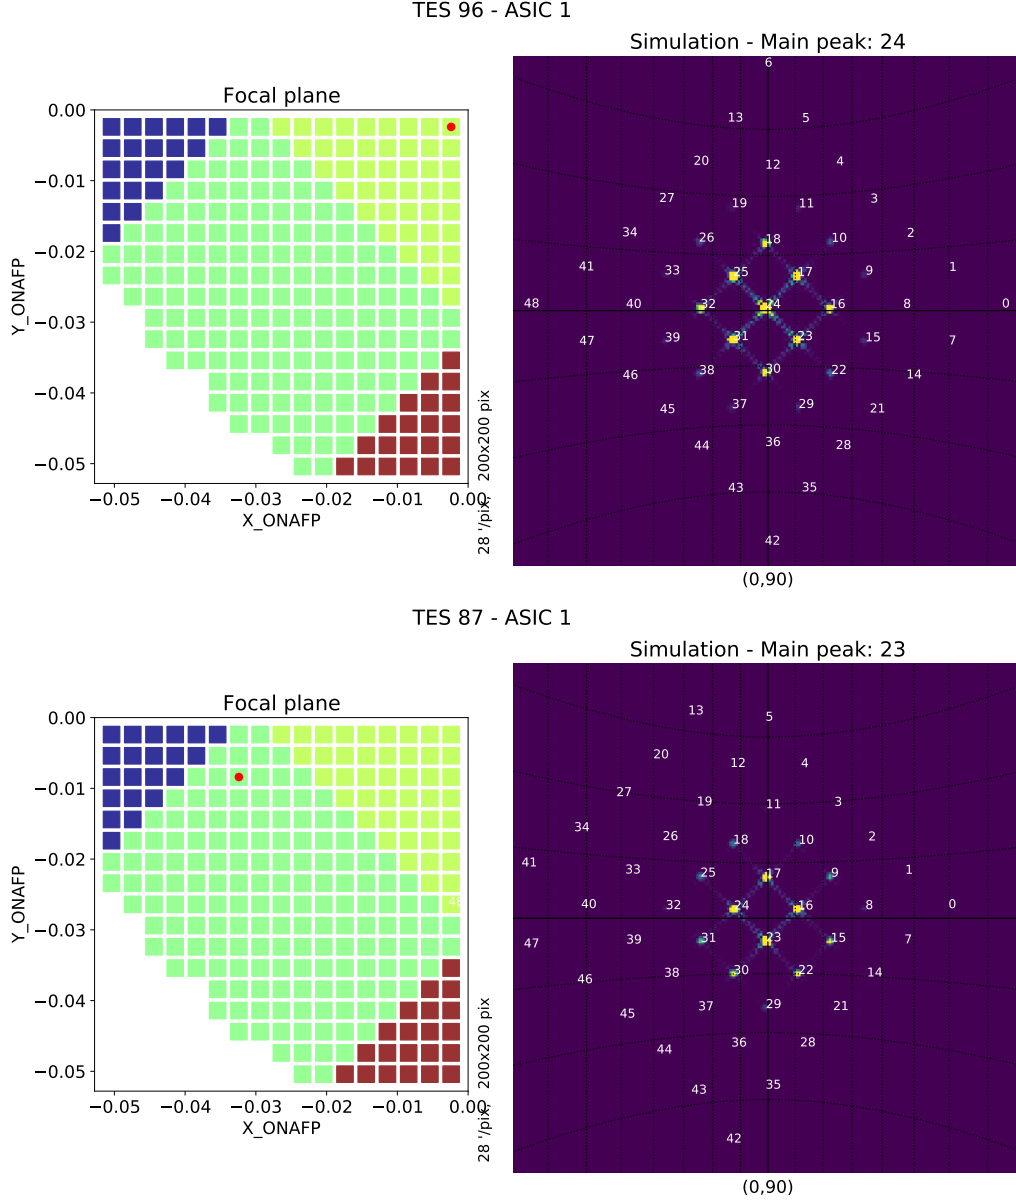 TES 96 - ASIC 1
Focal plane
0.00
−0.01
−0.02
−0.03
−0.04
−0.05
Y_ONAFP
−0.05 −0.04 −0.03 −0.02 −0.01 0.00
X_ONAFP
28 '/pix, 200x200 pix
Simulation - Main peak: 24
6
13 5
20 12 4
27 19 11 3
34 26 18 10 2
41 33 25 17 9 1
48 40 32 24 16 8 0
47 39 31 23 15 7
46 38 30 22 14
45 37 29 21
44 36 28
43 35
42
(0,90)
TES 87 - ASIC 1
Focal plane
0.00
−0.01
−0.02
−0.03
−0.04
−0.05
Y_ONAFP
48
−0.05 −0.04 −0.03 −0.02 −0.01 0.00
X_ONAFP
28 '/pix, 200x200 pix
Simulation - Main peak: 23
13 5
20 12 4
27 19 11 3
34 26 18 10 2
41 33 25 17 9 1
40 32 24 16 8 0
47 39 31 23 15 7
46 38 30 22 14
45 37 29 21
44 36 28
43 35
42
(0,90)